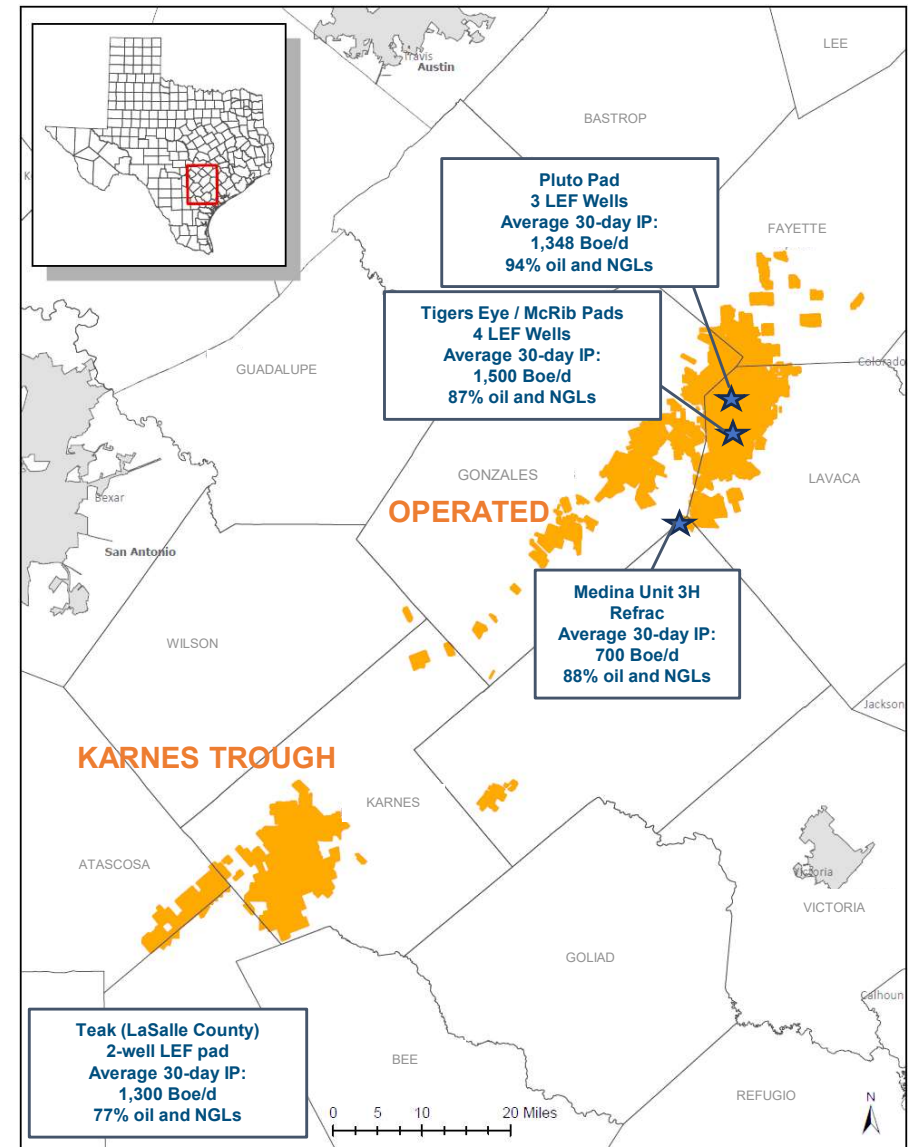 LEE
Travis
Austin
BASTROP
Pluto Pad
3 LEF Wells
Average 30-day IP:
1,348 Boe/d
94% oil and NGLs
FAYETTE
Tigers Eye / McRib Pads
4 LEF Wells
Average 30-day IP:
1,500 Boe/d
87% oil and NGLs
GUADALUPE
Colorado
GONZALES
LAVACA
OPERATED
Bexar
San Antonio
Medina Unit 3H
Refrac
Average 30-day IP:
700 Boe/d
88% oil and NGLs
WILSON
Jackson
KARNES TROUGH
KARNES
ATASCOSA
Victoria
VICTORIA
GOLIAD
Calhoun
Teak (LaSalle County)
2-well LEF pad
Average 30-day IP:
1,300 Boe/d
77% oil and NGLs
BEE
REFUGIO
0 5 10 20 Miles
N